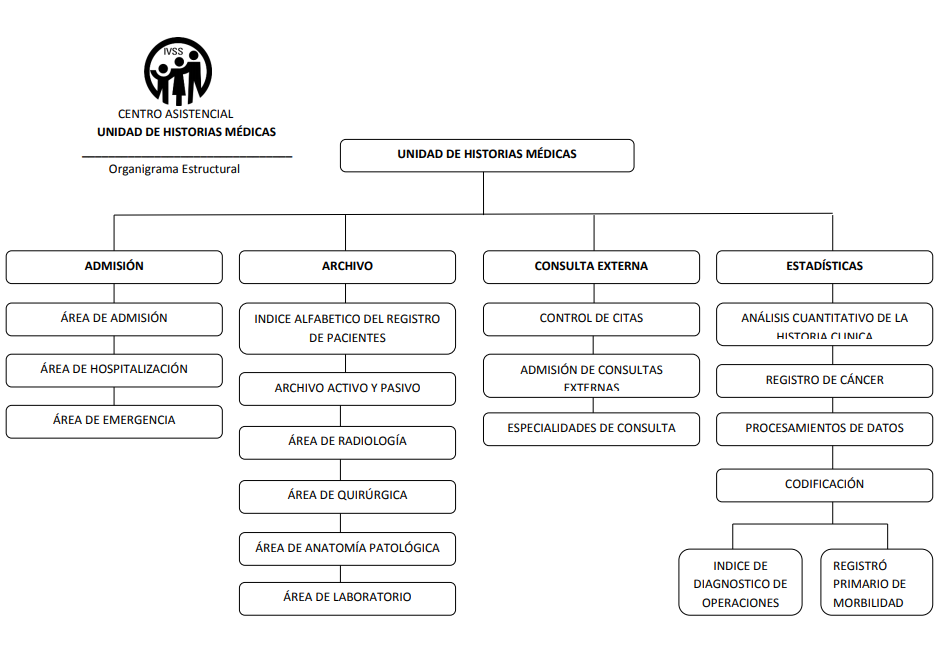 IVSS
CENTRO ASISTENCIAL
UNIDAD DE HISTORIAS MÉDICAS
Organigrama Estructural
UNIDAD DE HISTORIAS MÉDICAS
ADMISIÓN
ÁREA DE ADMISIÓN
ÁREA DE HOSPITALIZACIÓN
ÁREA DE EMERGENCIA
ARCHIVO
INDICE ALFABETICO DEL REGISTRO
DE PACIENTES
ARCHIVO ACTIVO Y PASIVO
ÁREA DE RADIOLOGÍA
ÁREA DE QUIRÚRGICA
ÁREA DE ANATOMÍA PATOLÓGICA
ÁREA DE LABORATORIO
CONSULTA EXTERNA
CONTROL DE CITAS
ADMISIÓN DE CONSULTAS
EXTERNAS
ESPECIALIDADES DE CONSULTA
ESTADÍSTICAS
ANÁLISIS CUANTITATIVO DE LA
HISTORIA CLINICA
REGISTRO DE CÁNCER
PROCESAMIENTOS DE DATOS
CODIFICACIÓN
INDICE DE
DIAGNOSTICO DE
OPERACIONES
REGISTRÓ
PRIMARIO DE
MORBILIDAD